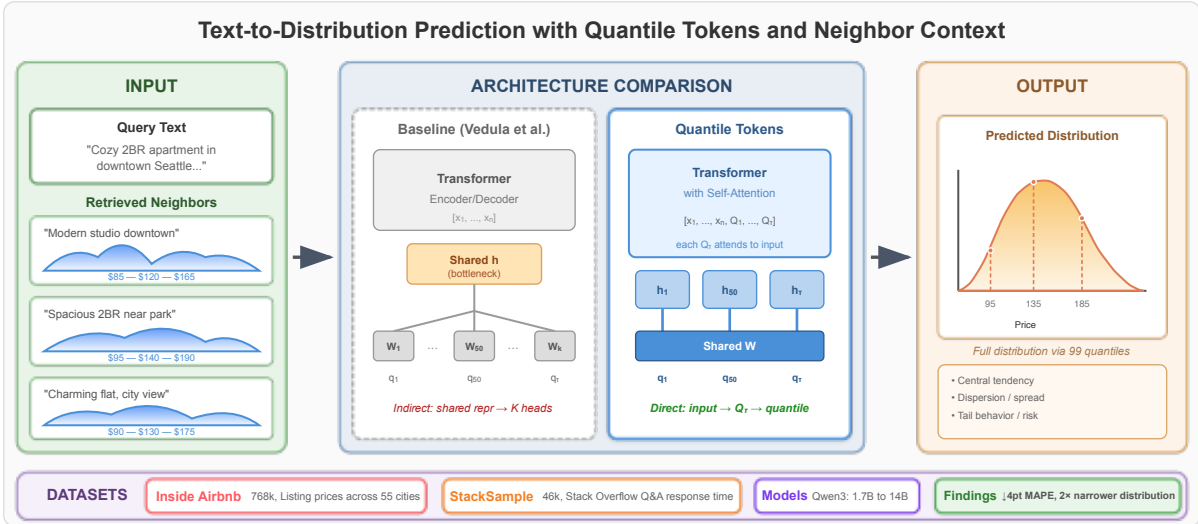 Text-to-Distribution Prediction with Quantile Tokens and Neighbor Context
INPUT
Query Text
"Cozy 2BR apartment in
downtown Seattle..."
Retrieved Neighbors
"Modern studio downtown"
$85 — $120 — $165
"Spacious 2BR near park"
$95 — $140 — $190
"Charming flat, city view"
$90 — $130 — $175
ARCHITECTURE COMPARISON
Baseline (Vedula et al.)
Transformer
Encoder/Decoder
[x₁, ..., xₙ]
Shared h
(bottleneck)
W₁ ... W₅₀ ... Wₖ
q₁ q₅₀ qτ
Indirect: shared repr → K heads
Quantile Tokens
Transformer
with Self-Attention
[x₁, ..., xₙ, Q₁, ..., Qτ]
each Qτ attends to input
h₁ h₅₀ hτ
Shared W
q₁ q₅₀ qτ
Direct: input → Qτ → quantile
OUTPUT
Predicted Distribution
95 135 185
Price
Full distribution via 99 quantiles
• Central tendency
• Dispersion / spread
• Tail behavior / risk
DATASETS
Inside Airbnb 768k, Listing prices across 55 cities
StackSample 46k, Stack Overflow Q&A response time
Models Qwen3: 1.7B to 14B
Findings ↓4pt MAPE, 2× narrower distribution